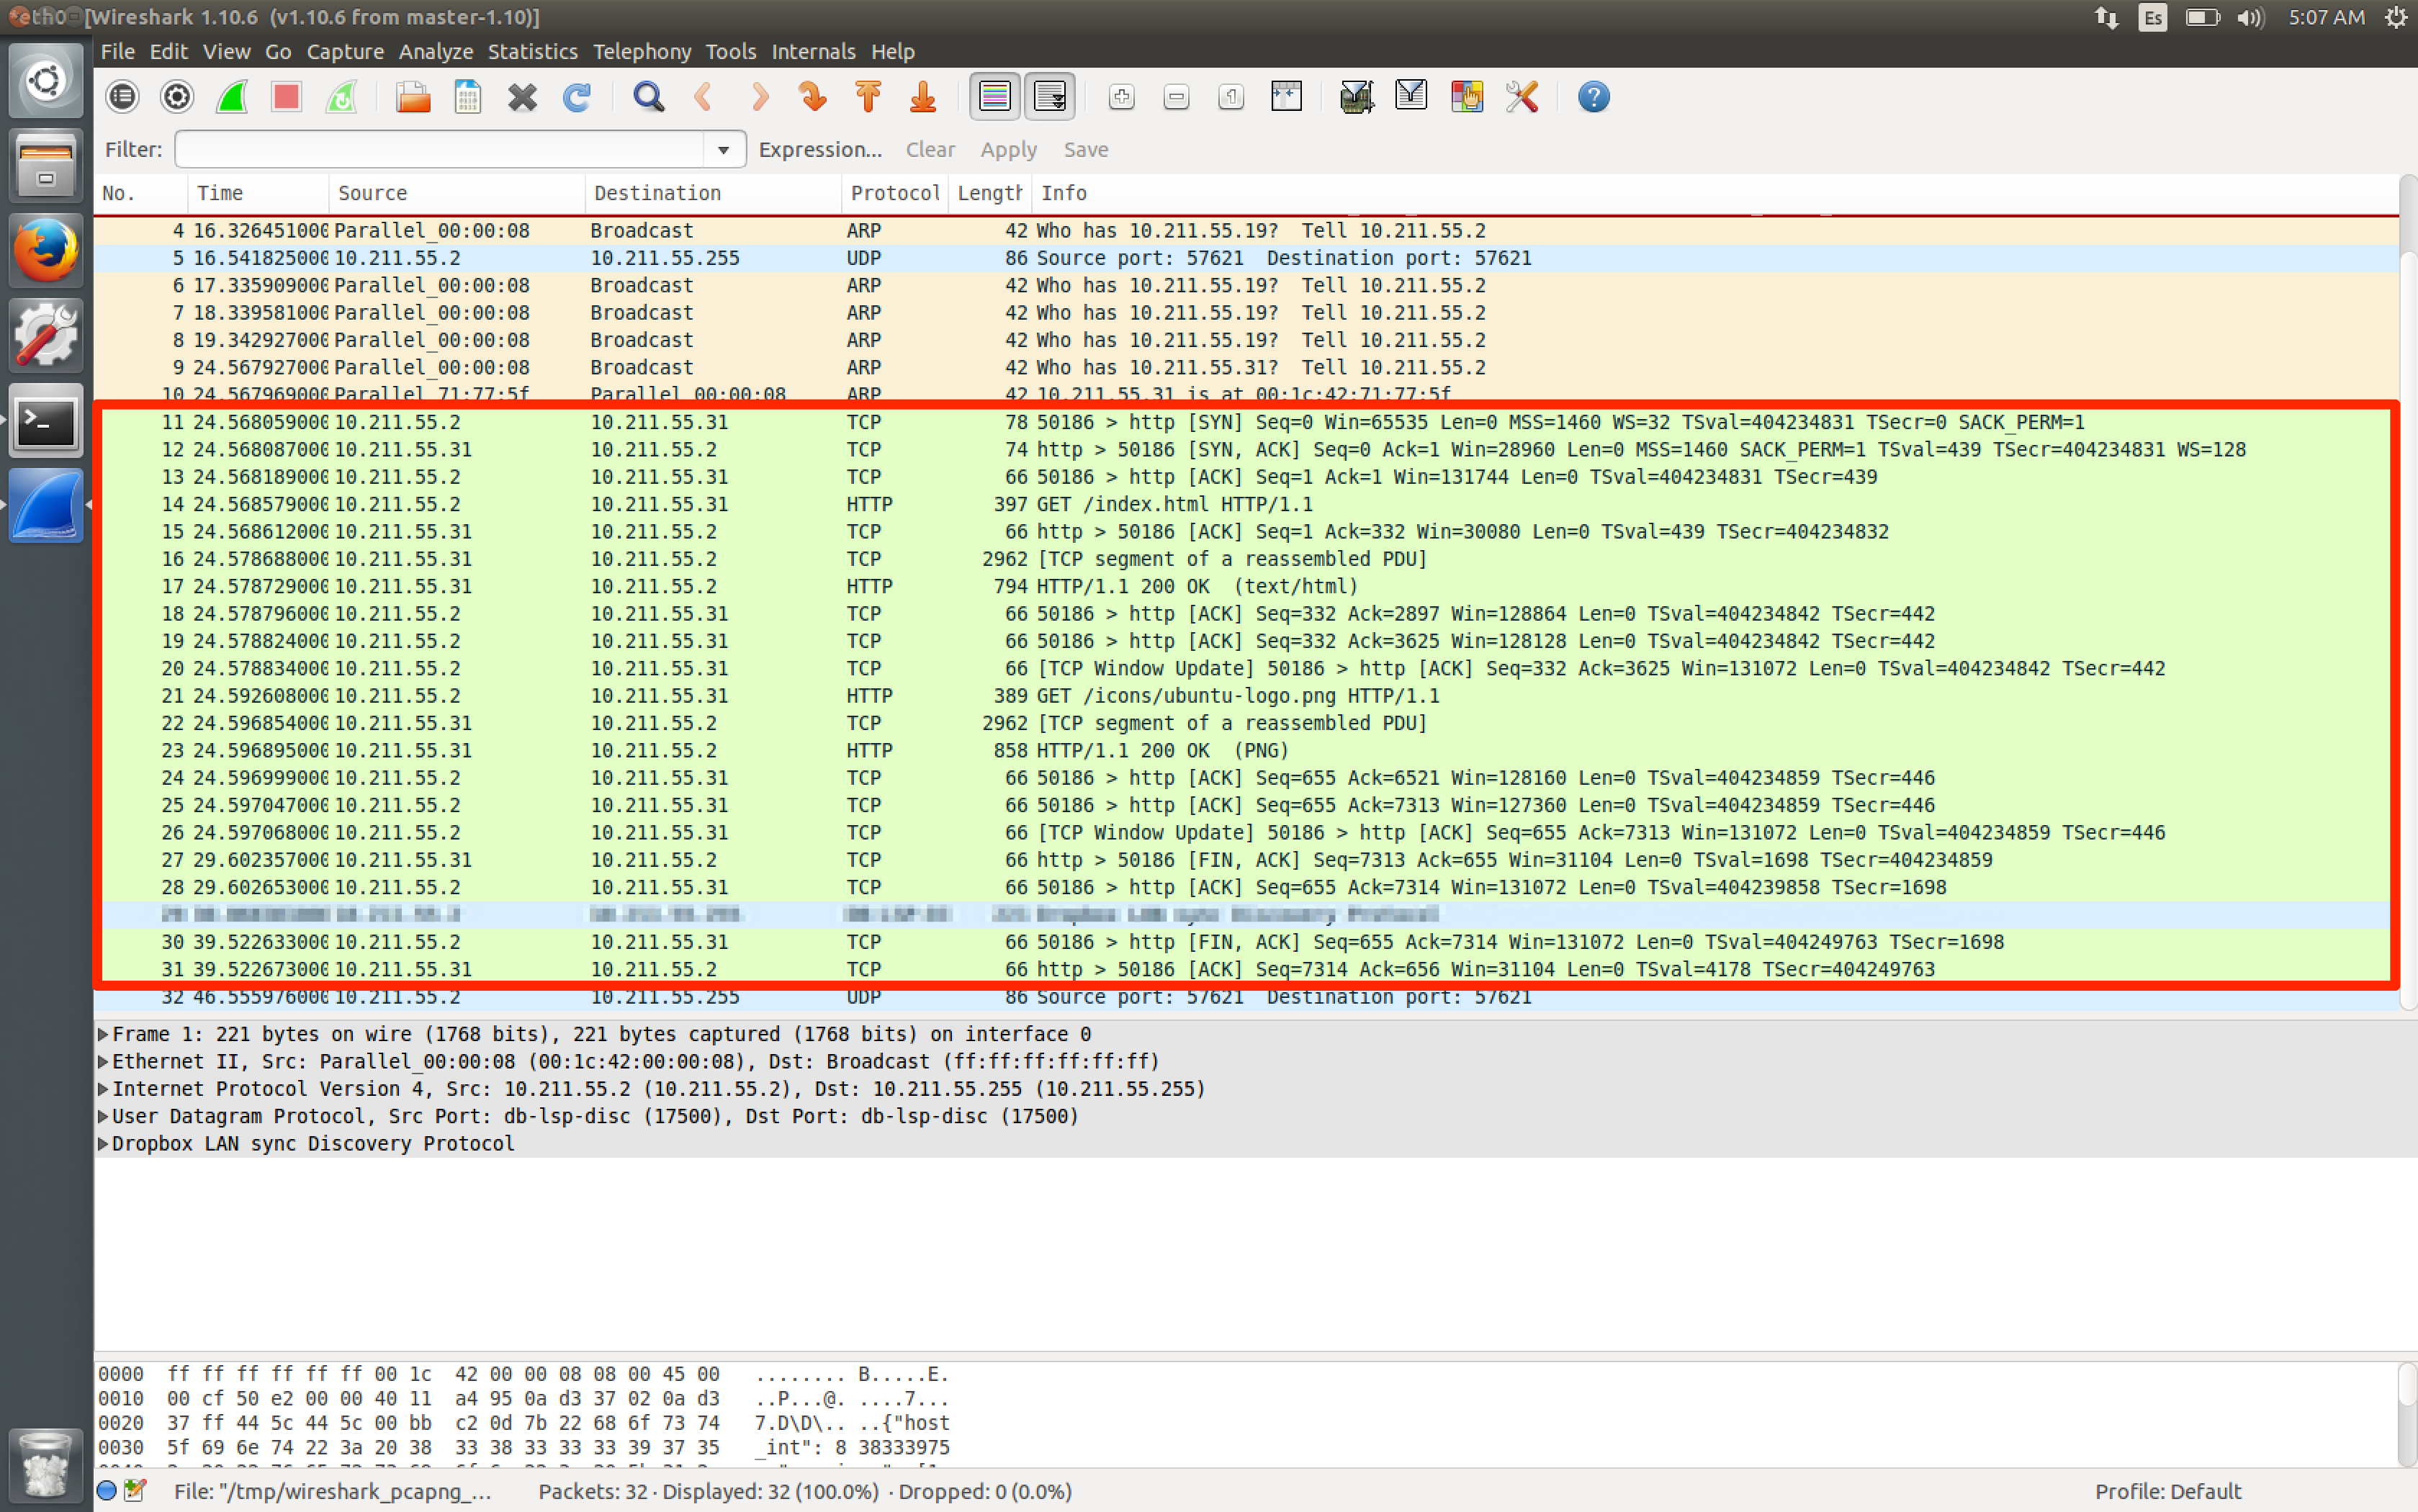 eth0 [Wireshark 1.10.6 (v1.10.6 from master-1.10)]
Es 5:07 AM
File Edit View Go Capture Analyze Statistics Telephony Tools Internals Help
Filter: Expression... Clear Apply Save
No. Time Source Destination Protocol Length Info
4 16.326451000 Parallel_00:00:08 Broadcast ARP 42 Who has 10.211.55.19? Tell 10.211.55.2
5 16.541825000 10.211.55.2 10.211.55.255 UDP 86 Source port: 57621 Destination port: 57621
6 17.335909000 Parallel_00:00:08 Broadcast ARP 42 Who has 10.211.55.19? Tell 10.211.55.2
7 18.339581000 Parallel_00:00:08 Broadcast ARP 42 Who has 10.211.55.19? Tell 10.211.55.2
8 19.342927000 Parallel_00:00:08 Broadcast ARP 42 Who has 10.211.55.19? Tell 10.211.55.2
9 24.567927000 Parallel_00:00:08 Broadcast ARP 42 Who has 10.211.55.31? Tell 10.211.55.2
10 24.567969000 Parallel_71:77:5f Parallel_00:00:08 ARP 42 10.211.55.31 is at 00:1c:42:71:77:5f
11 24.568059000 10.211.55.2 10.211.55.31 TCP 78 50186 > http [SYN] Seq=0 Win=65535 Len=0 MSS=1460 WS=32 TSval=404234831 TSecr=0 SACK_PERM=1
12 24.568087000 10.211.55.31 10.211.55.2 TCP 74 http > 50186 [SYN, ACK] Seq=0 Ack=1 Win=28960 Len=0 MSS=1460 SACK_PERM=1 TSval=439 TSecr=404234831 WS=128
13 24.568189000 10.211.55.2 10.211.55.31 TCP 66 50186 > http [ACK] Seq=1 Ack=1 Win=131744 Len=0 TSval=404234831 TSecr=439
14 24.568579000 10.211.55.2 10.211.55.31 HTTP 397 GET /index.html HTTP/1.1
15 24.568612000 10.211.55.31 10.211.55.2 TCP 66 http > 50186 [ACK] Seq=1 Ack=332 Win=30080 Len=0 TSval=439 TSecr=404234832
16 24.578688000 10.211.55.31 10.211.55.2 TCP 2962 [TCP segment of a reassembled PDU]
17 24.578729000 10.211.55.31 10.211.55.2 HTTP 794 HTTP/1.1 200 OK (text/html)
18 24.578796000 10.211.55.2 10.211.55.31 TCP 66 50186 > http [ACK] Seq=332 Ack=2897 Win=128864 Len=0 TSval=404234842 TSecr=442
19 24.578824000 10.211.55.2 10.211.55.31 TCP 66 50186 > http [ACK] Seq=332 Ack=3625 Win=128128 Len=0 TSval=404234842 TSecr=442
20 24.578834000 10.211.55.2 10.211.55.31 TCP 66 [TCP Window Update] 50186 > http [ACK] Seq=332 Ack=3625 Win=131072 Len=0 TSval=404234842 TSecr=442
21 24.592608000 10.211.55.2 10.211.55.31 HTTP 389 GET /icons/ubuntu-logo.png HTTP/1.1
22 24.596854000 10.211.55.31 10.211.55.2 TCP 2962 [TCP segment of a reassembled PDU]
23 24.596895000 10.211.55.31 10.211.55.2 HTTP 858 HTTP/1.1 200 OK (PNG)
24 24.596999000 10.211.55.2 10.211.55.31 TCP 66 50186 > http [ACK] Seq=655 Ack=6521 Win=128160 Len=0 TSval=404234859 TSecr=446
25 24.597047000 10.211.55.2 10.211.55.31 TCP 66 50186 > http [ACK] Seq=655 Ack=7313 Win=127360 Len=0 TSval=404234859 TSecr=446
26 24.597068000 10.211.55.2 10.211.55.31 TCP 66 [TCP Window Update] 50186 > http [ACK] Seq=655 Ack=7313 Win=131072 Len=0 TSval=404234859 TSecr=446
27 29.602357000 10.211.55.31 10.211.55.2 TCP 66 http > 50186 [FIN, ACK] Seq=7313 Ack=655 Win=31104 Len=0 TSval=1698 TSecr=404234859
28 29.602653000 10.211.55.2 10.211.55.31 TCP 66 50186 > http [ACK] Seq=655 Ack=7314 Win=131072 Len=0 TSval=404239858 TSecr=1698
30 39.522633000 10.211.55.2 10.211.55.31 TCP 66 50186 > http [FIN, ACK] Seq=655 Ack=7314 Win=131072 Len=0 TSval=404249763 TSecr=1698
31 39.522673000 10.211.55.31 10.211.55.2 TCP 66 http > 50186 [ACK] Seq=7314 Ack=656 Win=31104 Len=0 TSval=4178 TSecr=404249763
32 46.555976000 10.211.55.2 10.211.55.255 UDP 86 Source port: 57621 Destination port: 57621
Frame 1: 221 bytes on wire (1768 bits), 221 bytes captured (1768 bits) on interface 0
Ethernet II, Src: Parallel_00:00:08 (00:1c:42:00:00:08), Dst: Broadcast (ff:ff:ff:ff:ff:ff)
Internet Protocol Version 4, Src: 10.211.55.2 (10.211.55.2), Dst: 10.211.55.255 (10.211.55.255)
User Datagram Protocol, Src Port: db-lsp-disc (17500), Dst Port: db-lsp-disc (17500)
Dropbox LAN sync Discovery Protocol
0000 ff ff ff ff ff ff 00 1c 42 00 00 08 08 00 45 00 ........ B.....E.
0010 00 cf 50 e2 00 00 40 11 a4 95 0a d3 37 02 0a d3 ..P...@. ....7...
0020 37 ff 44 5c 44 5c 00 bb c2 0d 7b 22 68 6f 73 74 7.D\D\.. ..{"host
0030 5f 69 6e 74 22 3a 20 38 33 38 33 33 33 39 37 35 _int": 8 38333975
File: "/tmp/wireshark_pcapng_... Packets: 32 · Displayed: 32 (100.0%) · Dropped: 0 (0.0%) Profile: Default